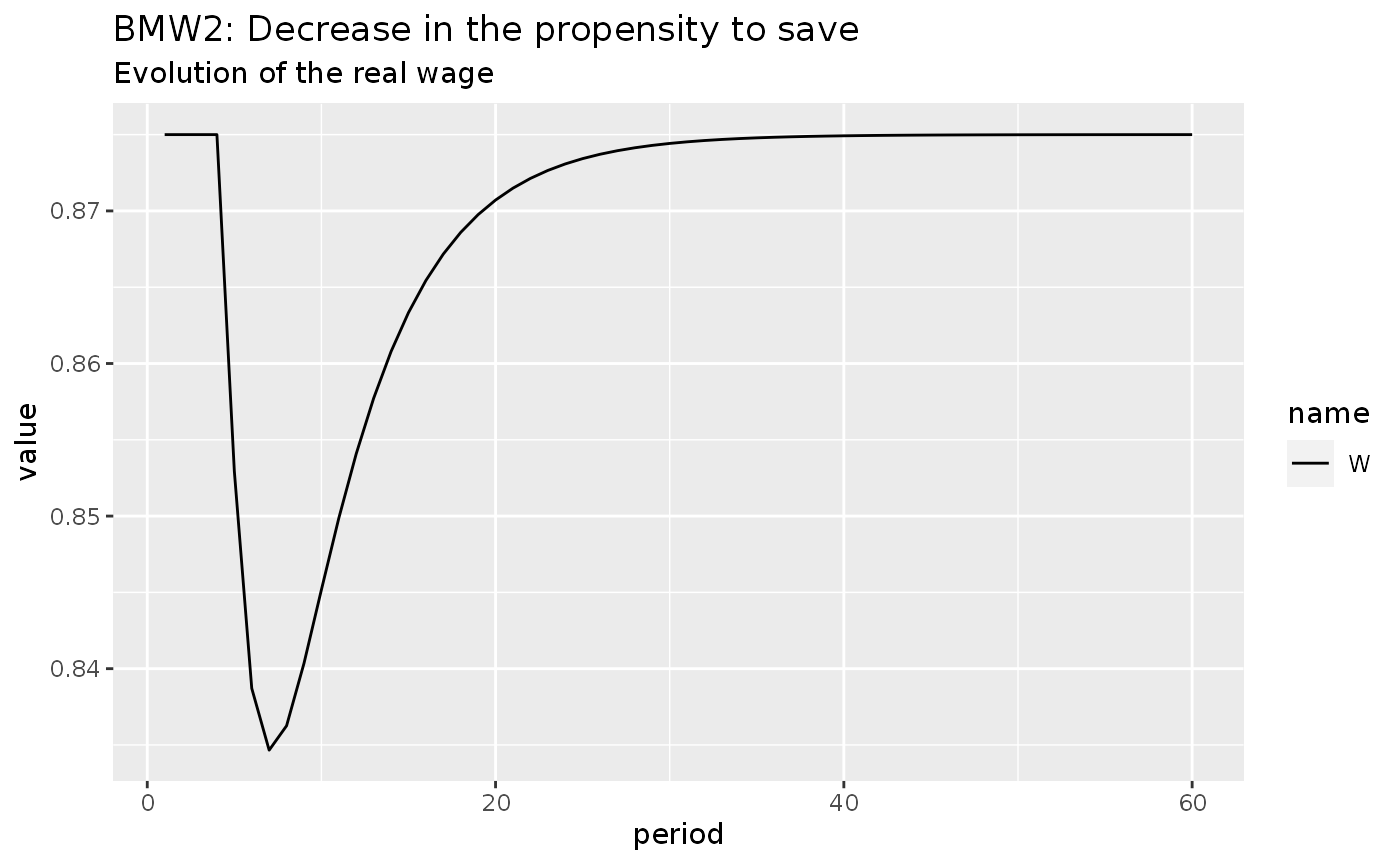 BMW2: Decrease in the propensity to save
Evolution of the real wage
value
0.87
0.86
0.85
0.84
0
20
40
60
period
name
W